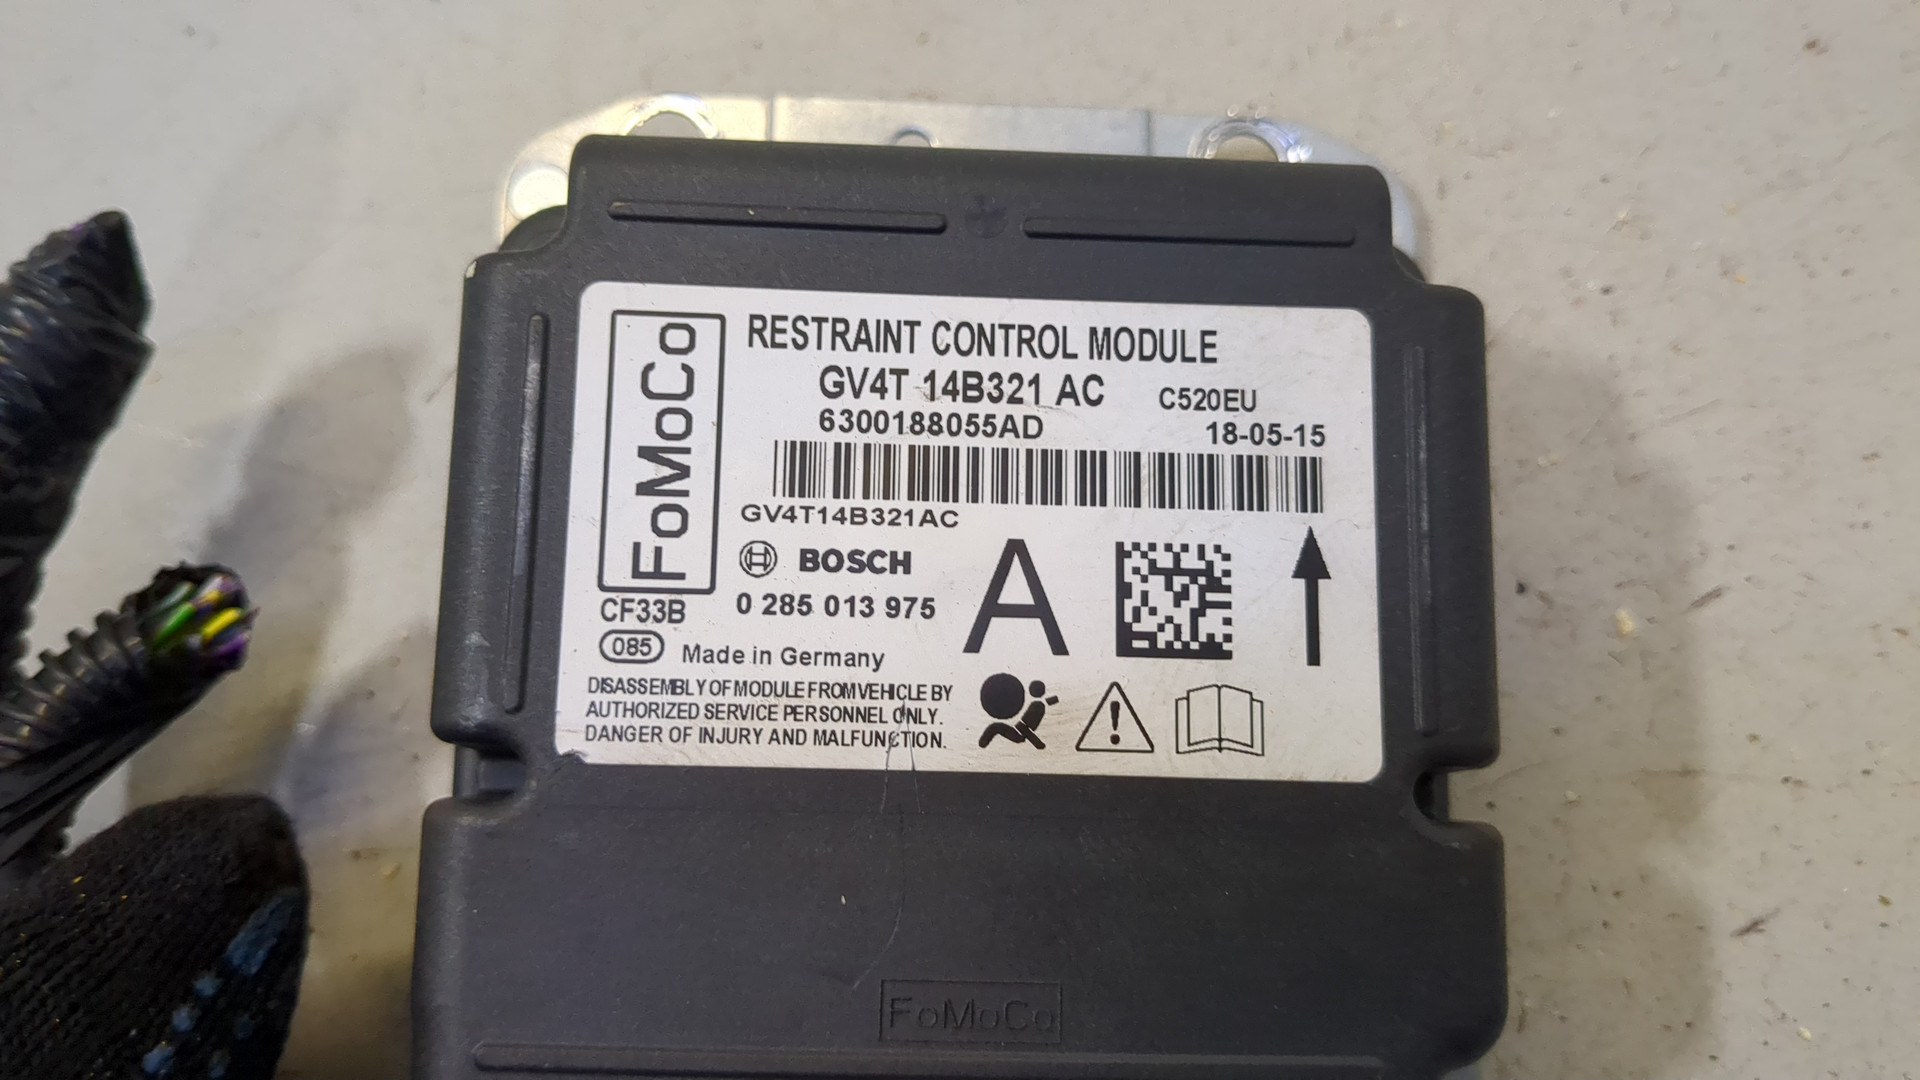 FoMoCo
RESTRAINT CONTROL MODULE
GV4T 14B321 AC C520EU
6300188055AD 18-05-15
GV4T14B321AC
BOSCH
A
CF33B 0 285 013 975
085 Made in Germany
DISASSEMBLY OF MODULE FROM VEHICLE BY
AUTHORIZED SERVICE PERSONNEL ONLY.
DANGER OF INJURY AND MALFUNCTION.
FoMoCo